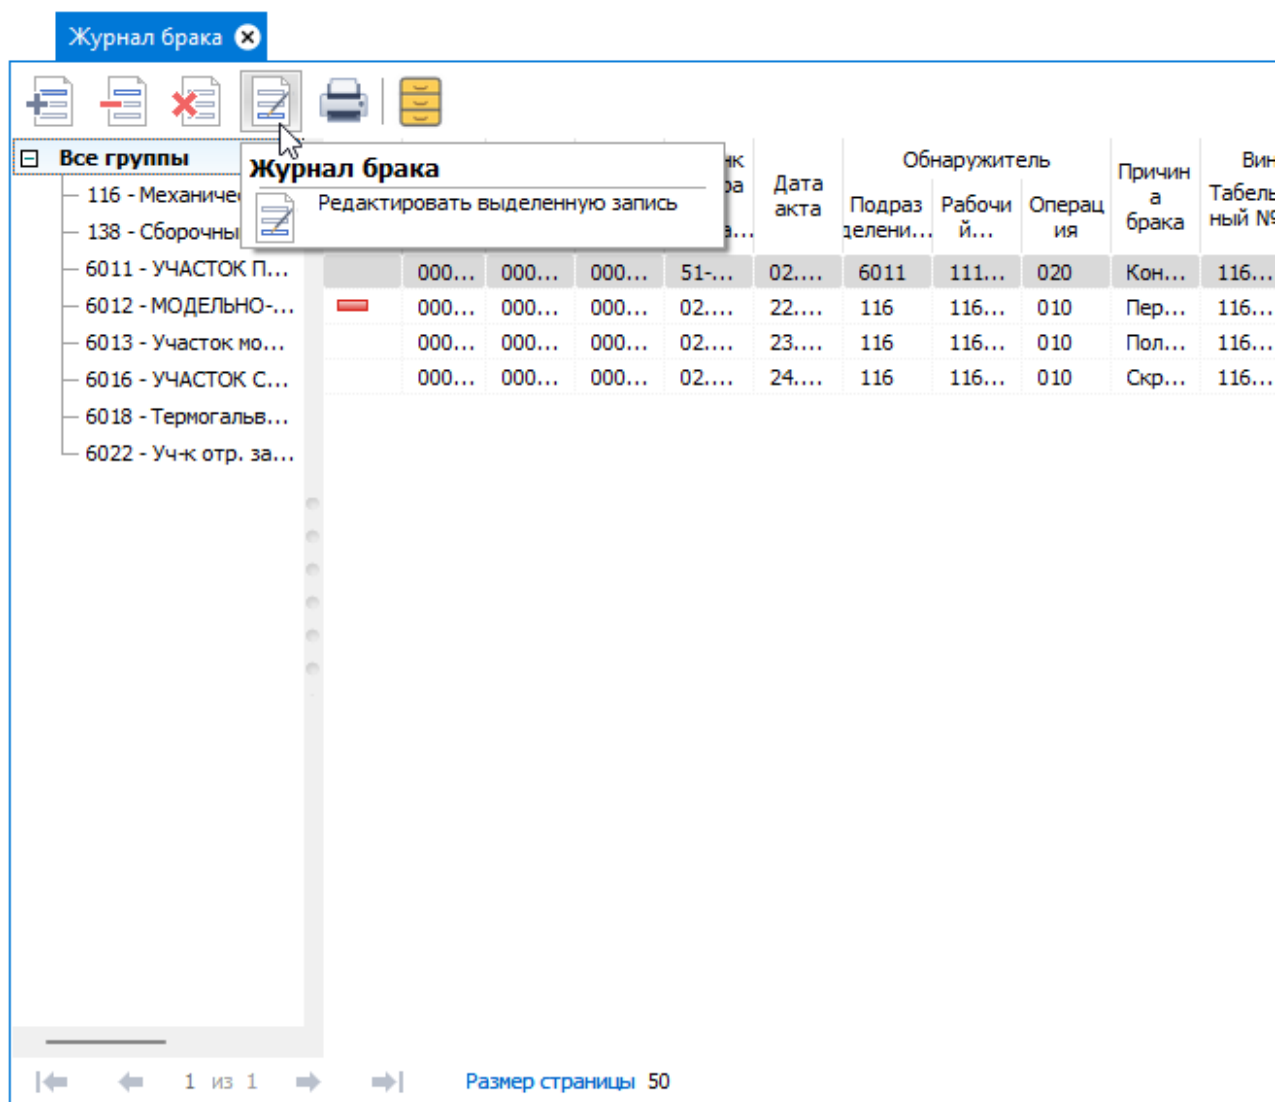 Журнал брака
Все группы
Журнал брака
Редактировать выделенную запись
116 - Механиче
138 - Сборочны
6011 - УЧАСТОК П...
6012 - МОДЕЛЬНО-...
6013 - Участок мо...
6016 - УЧАСТОК С...
6018 - Термогальв...
6022 - Уч-к отр. за...
Дата
акта
Обнаружитель
Подраз
делени...
Рабочи
й...
Операц
ия
Причин
а
брака
Вин
Табель
ный №
000... 000... 000... 51-... 02.... 6011 111... 020 Кон... 116...
000... 000... 000... 02.... 22.... 116 116... 010 Пер... 116...
000... 000... 000... 02.... 23.... 116 116... 010 Пол... 116...
000... 000... 000... 02.... 24.... 116 116... 010 Скр... 116...
1 из 1
Размер страницы 50